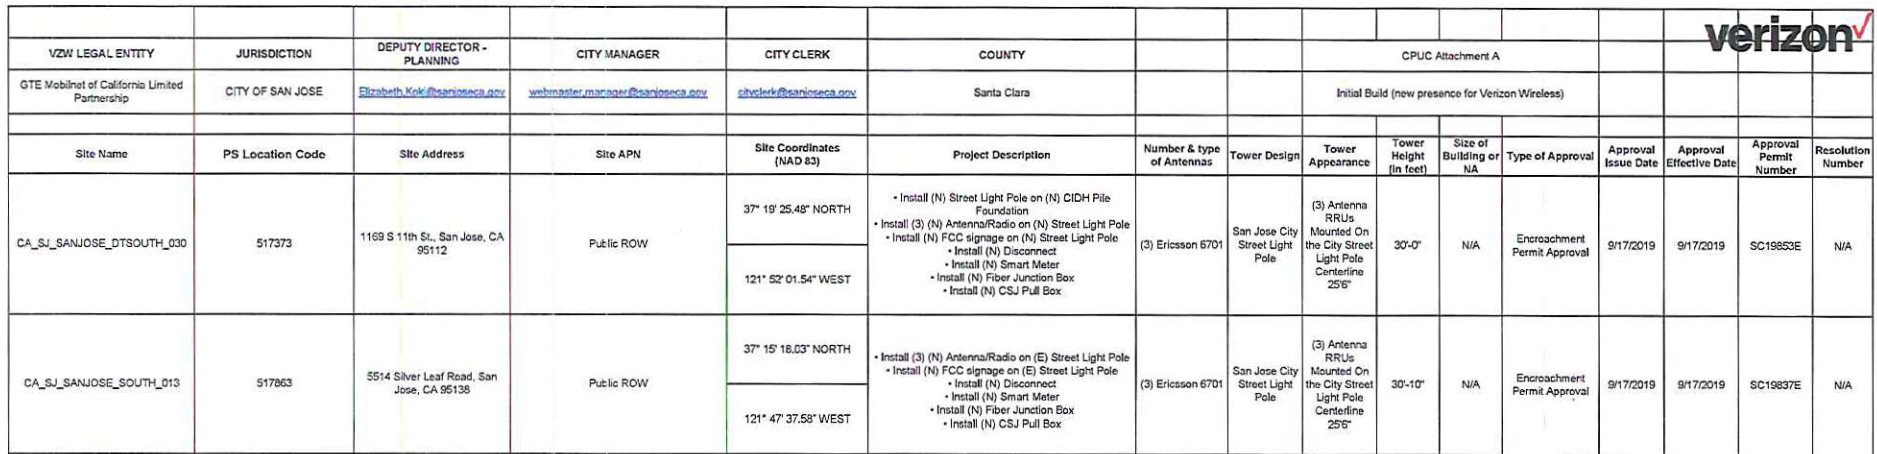 verizon✓
VZW LEGAL ENTITY
JURISDICTION
DEPUTY DIRECTOR -
PLANNING
CITY MANAGER
CITY CLERK
COUNTY
CPUC Attachment A
GTE Mobilnet of California Limited
Partnership
CITY OF SAN JOSE
Elizabeth.Koki@sanjoseca.gov
webmaster.manager@sanjoseca.gov
cityclerk@sanjoseca.gov
Santa Clara
Initial Build (new presence for Verizon Wireless)
Site Name
PS Location Code
Site Address
Site APN
Site Coordinates
(NAD 83)
Project Description
Number & type
of Antennas
Tower Design
Tower
Appearance
Tower
Height
(in feet)
Size of
Building or
NA
Type of Approval
Approval
Issue Date
Approval
Effective Date
Approval
Permit
Number
Resolution
Number
CA_SJ_SANJOSE_DTSOUTH_030
517373
1169 S 11th St., San Jose, CA
95112
Public ROW
37° 19' 25.48" NORTH
121° 52' 01.54" WEST
• Install (N) Street Light Pole on (N) CIDH Pile
Foundation
• Install (3) (N) Antenna/Radio on (N) Street Light Pole
• Install (N) FCC signage on (N) Street Light Pole
• Install (N) Disconnect
• Install (N) Smart Meter
• Install (N) Fiber Junction Box
• Install (N) CSJ Pull Box
(3) Ericsson 6701
San Jose City
Street Light
Pole
(3) Antenna
RRUs
Mounted On
the City Street
Light Pole
Centerline
25'6"
30'-0"
N/A
Encroachment
Permit Approval
9/17/2019
9/17/2019
SC19853E
N/A
CA_SJ_SANJOSE_SOUTH_013
517863
5514 Silver Leaf Road, San
Jose, CA 95138
Public ROW
37° 15' 18.03" NORTH
121° 47' 37.58" WEST
• Install (3) (N) Antenna/Radio on (E) Street Light Pole
• Install (N) FCC signage on (E) Street Light Pole
• Install (N) Disconnect
• Install (N) Smart Meter
• Install (N) Fiber Junction Box
• Install (N) CSJ Pull Box
(3) Ericsson 6701
San Jose City
Street Light
Pole
(3) Antenna
RRUs
Mounted On
the City Street
Light Pole
Centerline
25'6"
30'-10"
N/A
Encroachment
Permit Approval
9/17/2019
9/17/2019
SC19837E
N/A